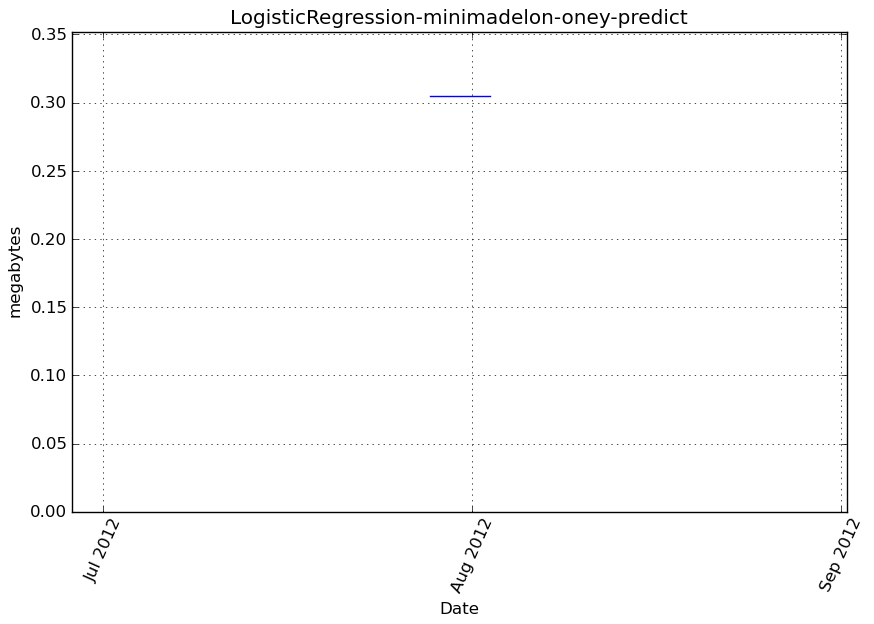 LogisticRegression-minimadelon-oney-predict
0.35
0.30
0.25
0.20
0.15
0.10
0.05
0.00
megabytes
Jul 2012
Aug 2012
Sep 2012
Date